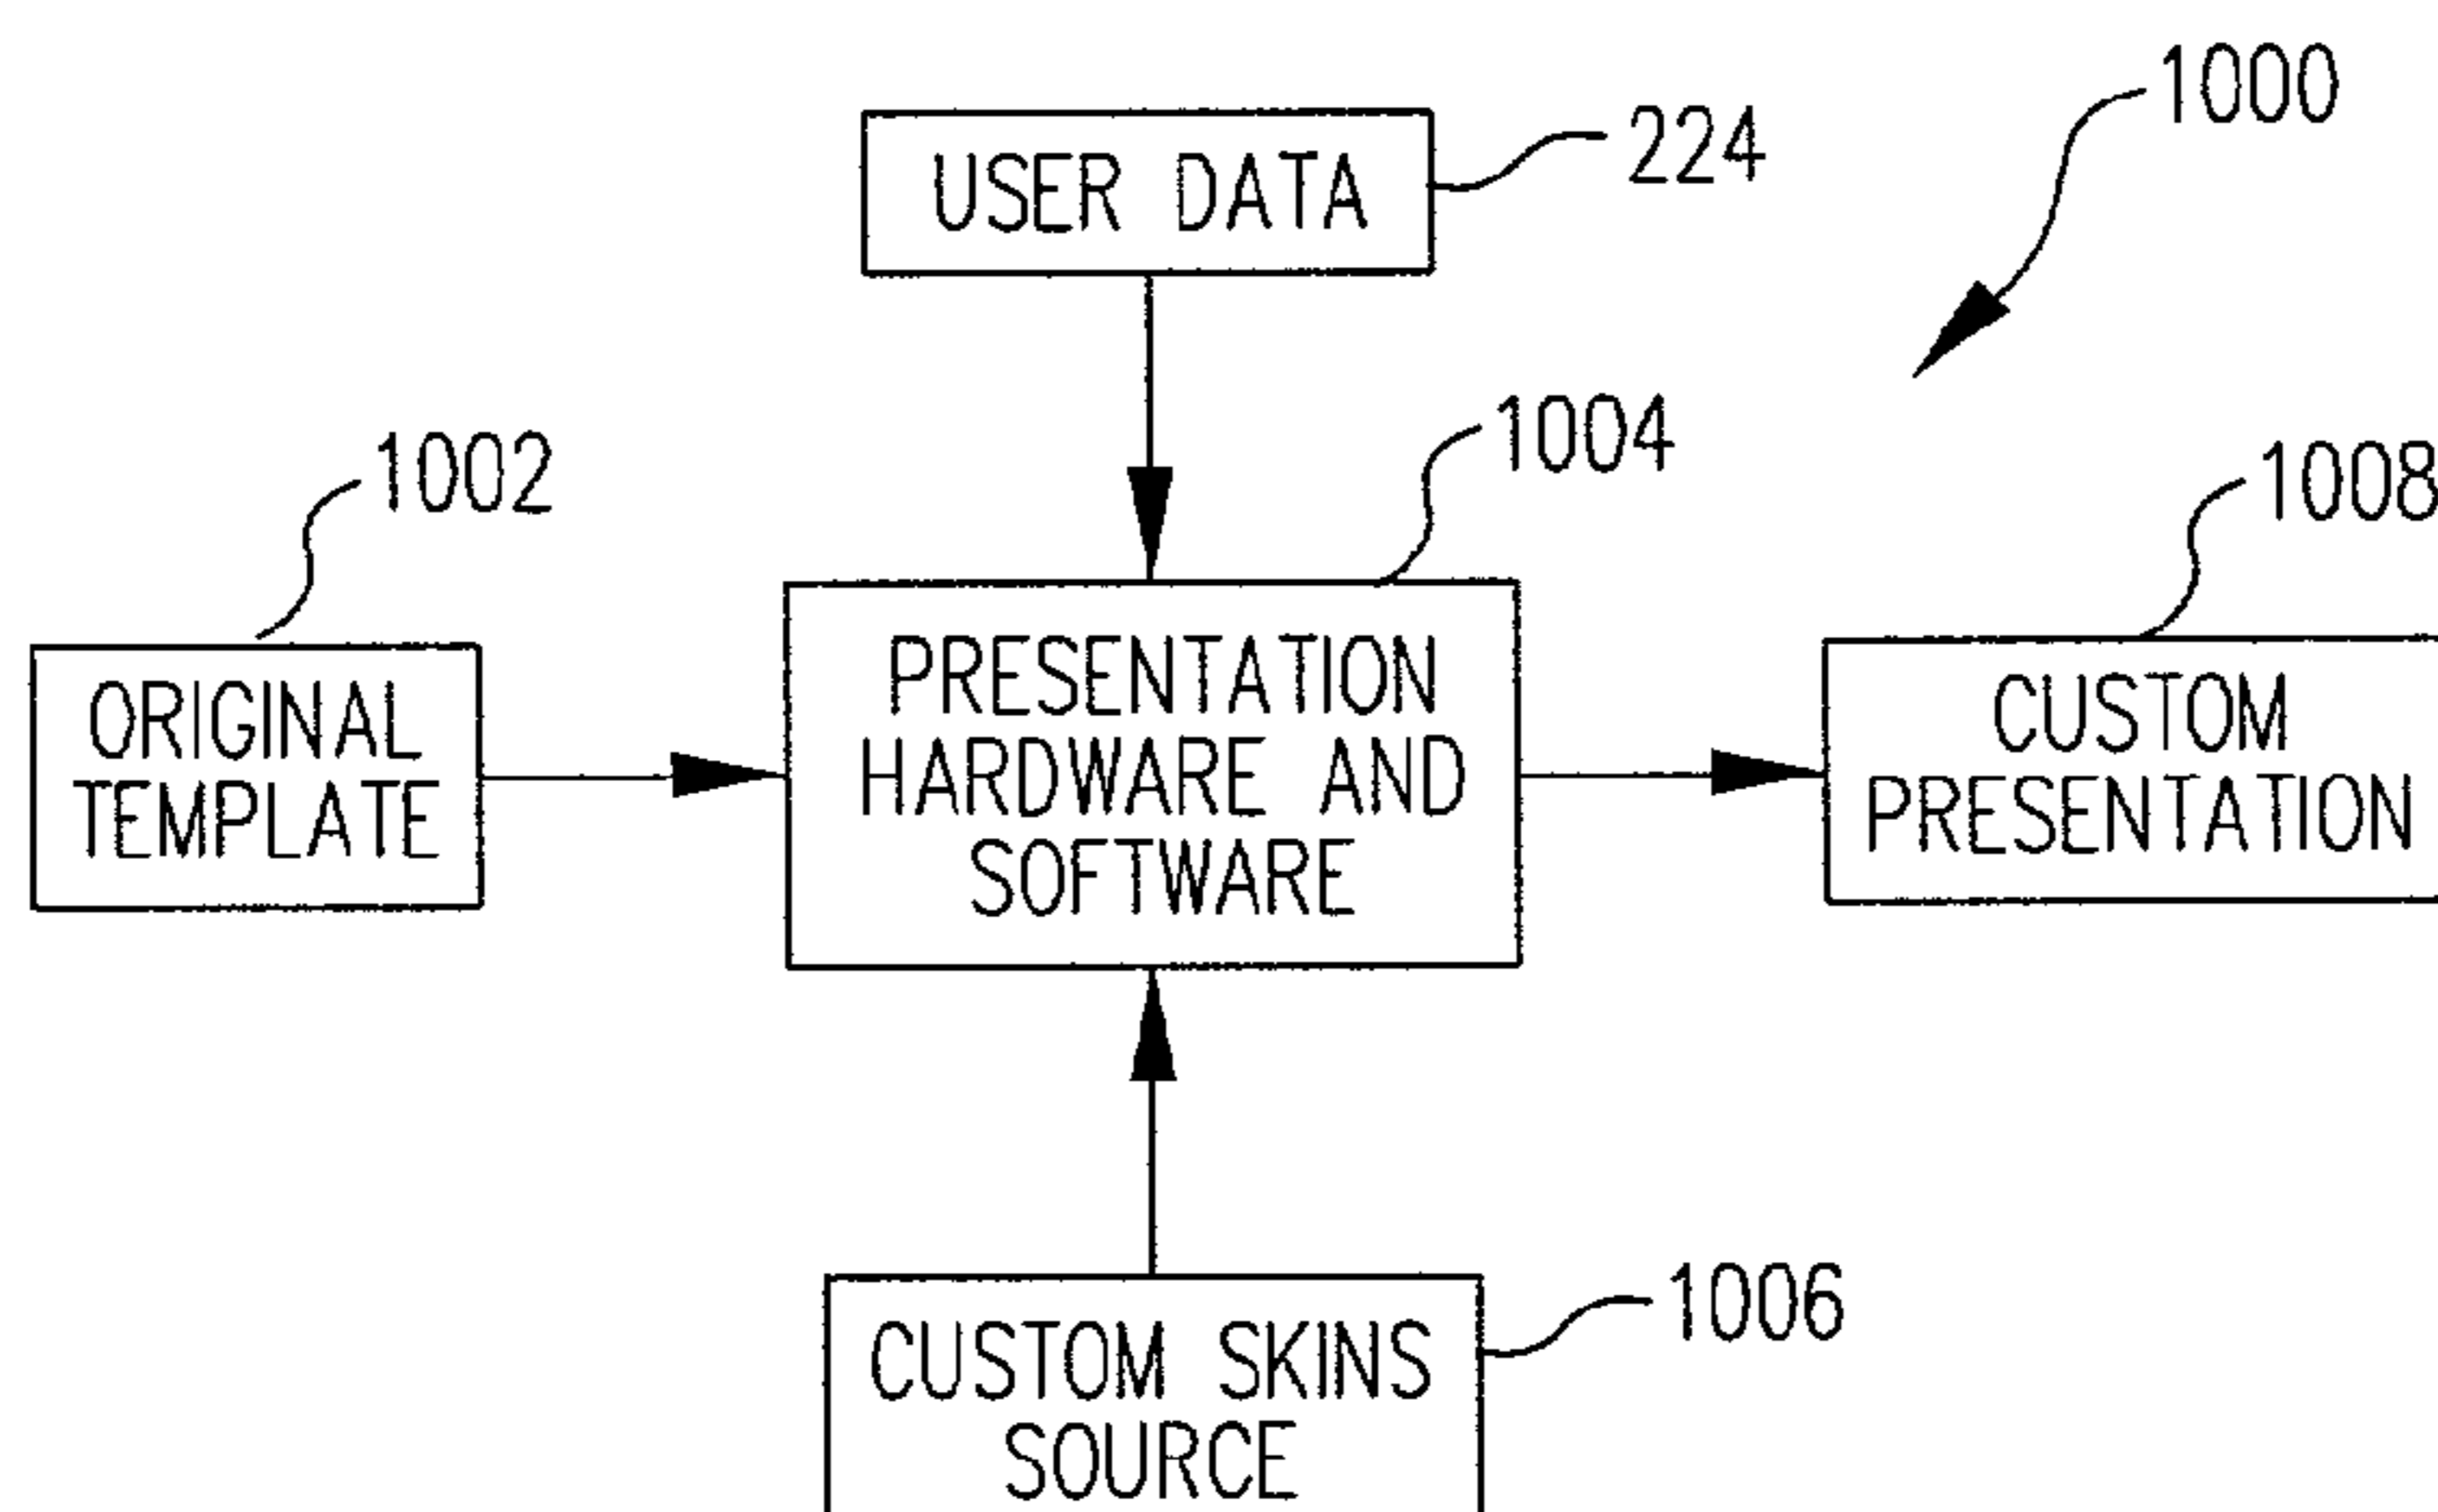 1000
USER DATA
224
1004
1002
1008
ORIGINAL
TEMPLATE
PRESENTATION
HARDWARE AND
SOFTWARE
CUSTOM
PRESENTATION
CUSTOM SKINS
SOURCE
1006